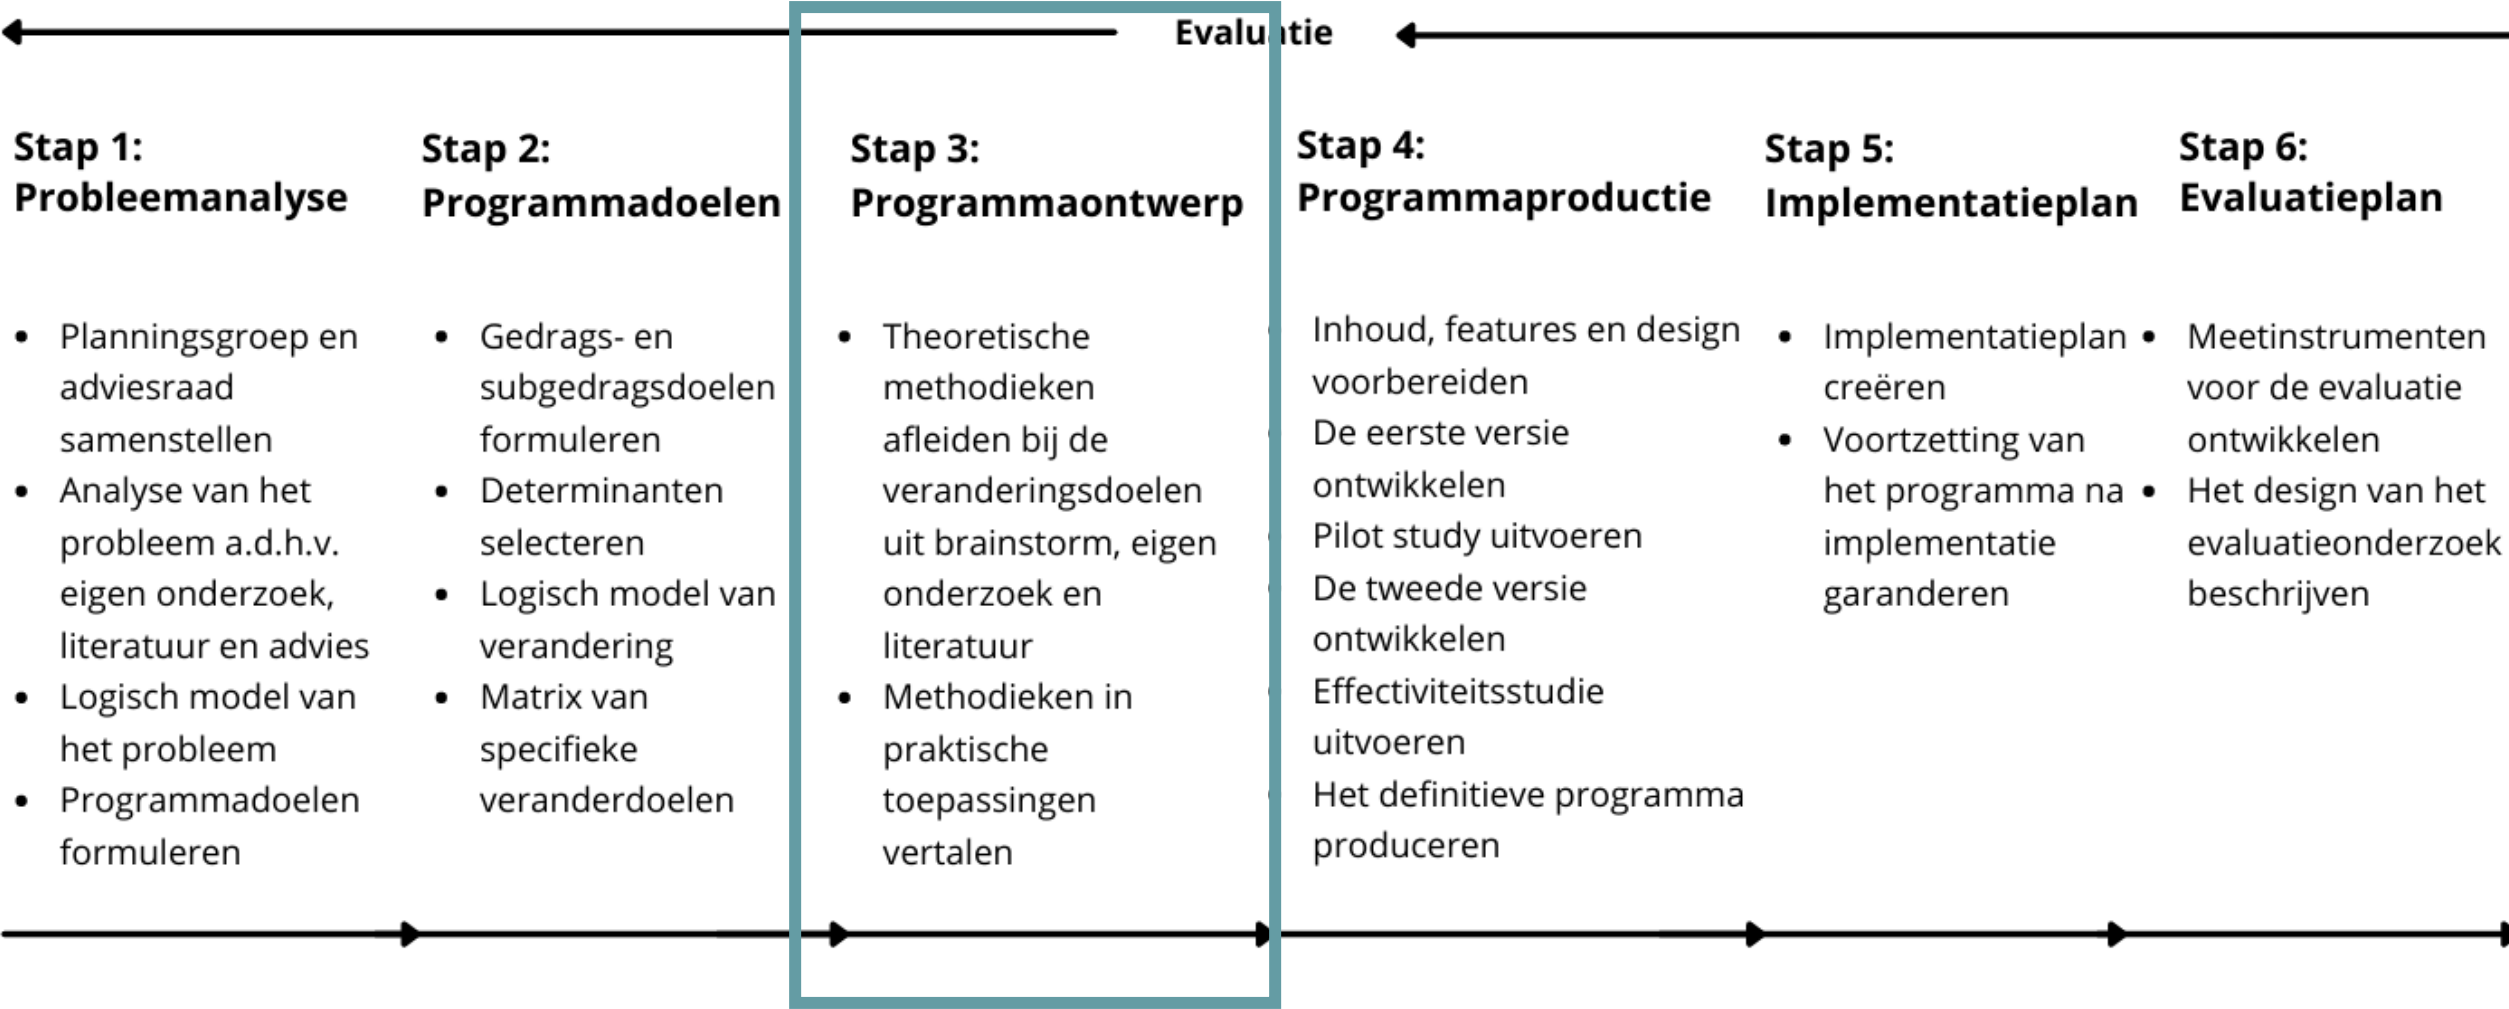 Evaluatie
Stap 1:
Probleemanalyse
• Planningsgroep en
adviesraad
samenstellen
• Analyse van het
probleem a.d.h.v.
eigen onderzoek,
literatuur en advies
• Logisch model van
het probleem
• Programmadoelen
formuleren
Stap 2:
Programmadoelen
• Gedrags- en
subgedragsdoelen
formuleren
• Determinanten
selecteren
• Logisch model van
verandering
• Matrix van
specifieke
veranderdoelen
Stap 3:
Programmaontwerp
• Theoretische
methodieken
afleiden bij de
veranderingsdoelen
uit brainstorm, eigen
onderzoek en
literatuur
• Methodieken in
praktische
toepassingen
vertalen
Stap 4:
Programmaproductie
Inhoud, features en design
voorbereiden
De eerste versie
ontwikkelen
Pilot study uitvoeren
De tweede versie
ontwikkelen
Effectiviteitsstudie
uitvoeren
Het definitieve programma
produceren
Stap 5:
Implementatieplan
• Implementatieplan
creëren
• Voortzetting van
het programma na
implementatie
garanderen
Stap 6:
Evaluatieplan
• Meetinstrumenten
voor de evaluatie
ontwikkelen
• Het design van het
evaluatieonderzoek
beschrijven